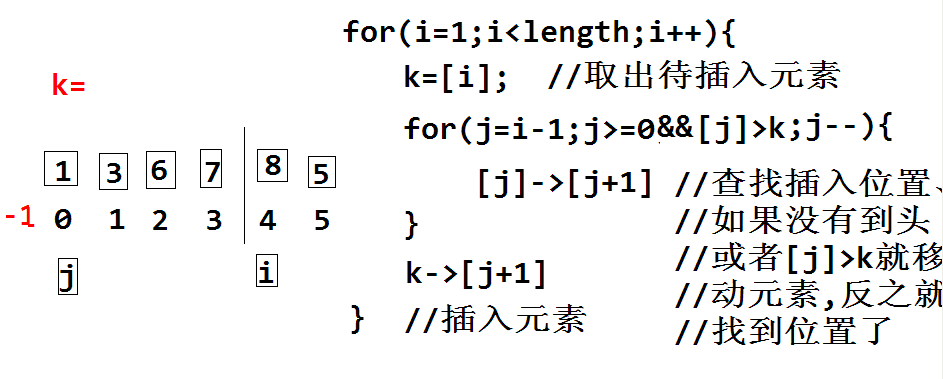 k=
1 3 6 7 8 5
-1 0 1 2 3 4 5
j i
for(i=1;i<length;i++){
k=[i]; //取出待插入元素
for(j=i-1;j>=0&&[j]>k;j--){
[j]->[j+1] //查找插入位置、
} //如果没有到头
//或者[j]>k就移
k->[j+1]
//动元素,反之就
} //插入元素
//找到位置了